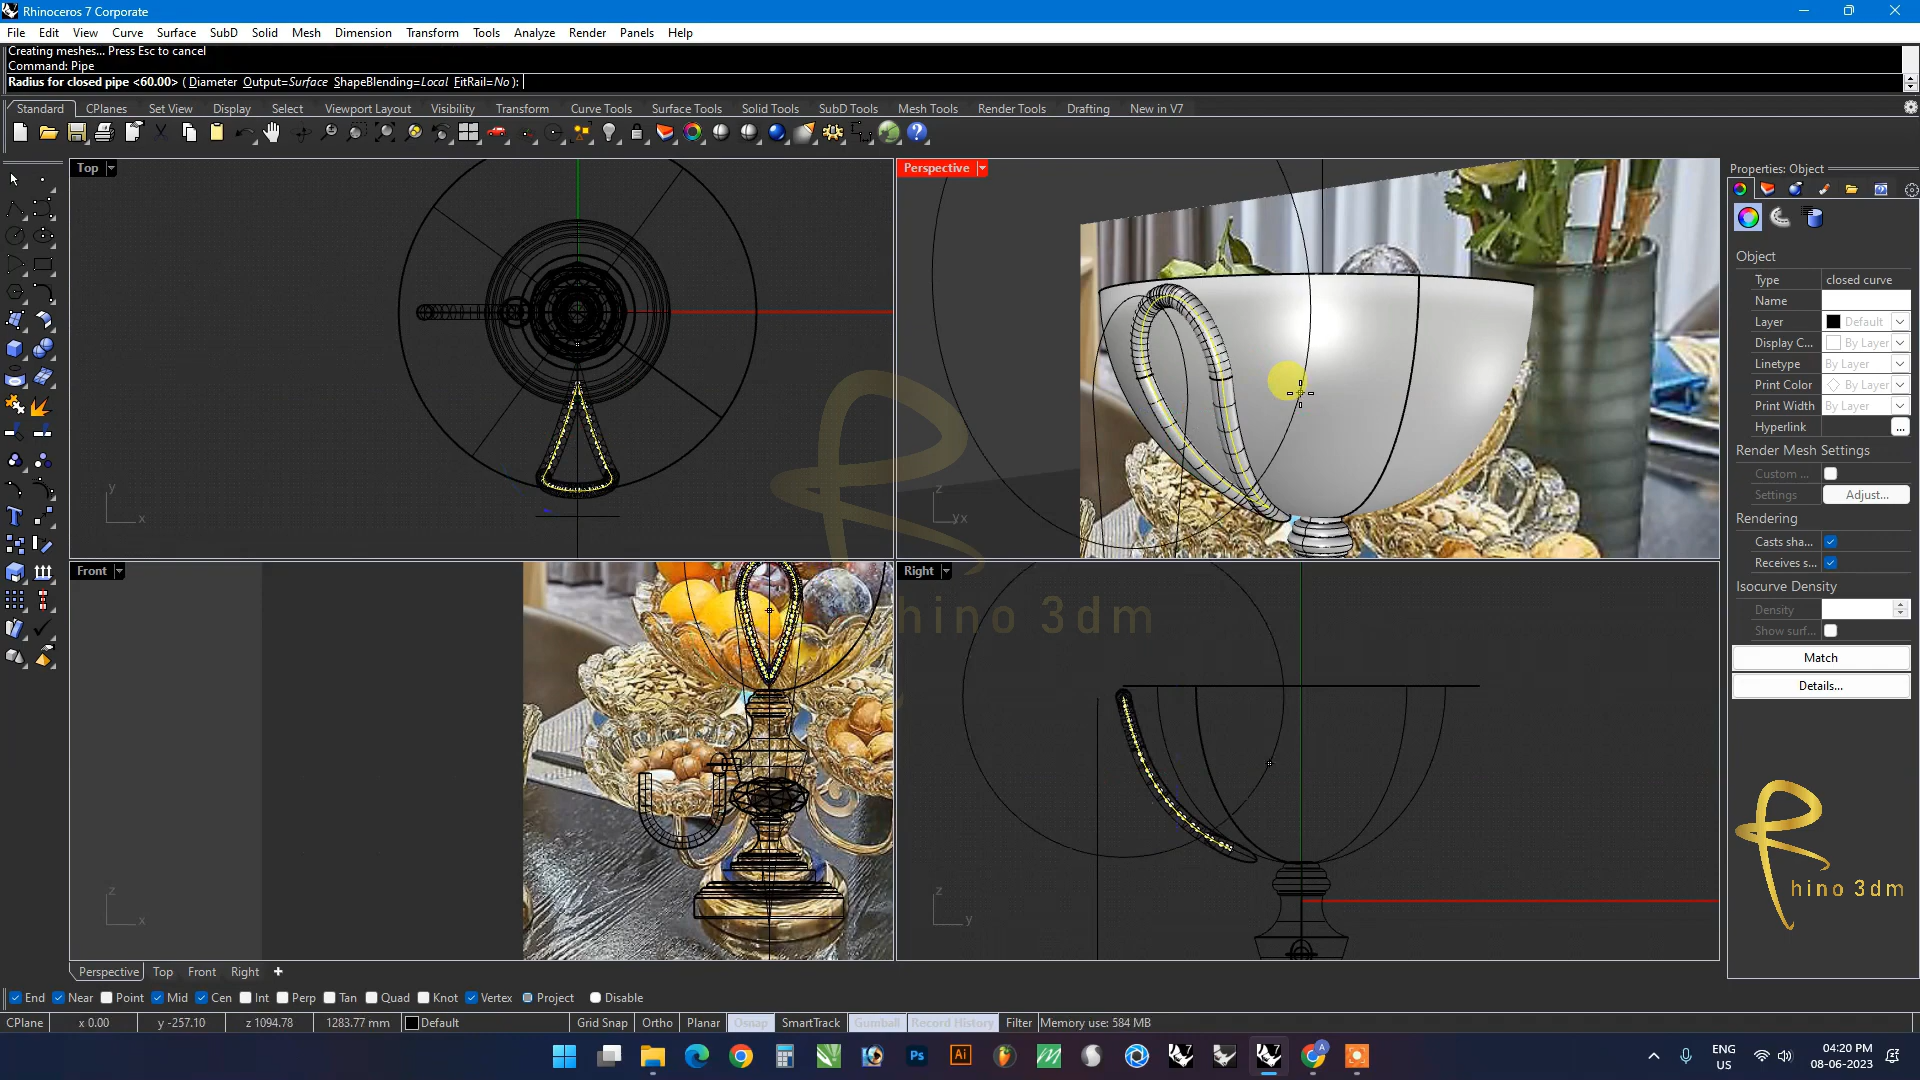 Rhinoceros 7 Corporate
File Edit View Curve Surface SubD Solid Mesh Dimension Transform Tools Analyze Render Panels Help
Creating meshes... Press Esc to cancel
Command: Pipe
Radius for closed pipe <60.00> ( Diameter Output=Surface ShapeBlending=Local FitRail=No ):
Standard CPlanes Set View Display Select Viewport Layout Visibility Transform Curve Tools Surface Tools Solid Tools SubD Tools Mesh Tools Render Tools Drafting New in V7
Top
Perspective
Properties: Object
Object
Type closed curve
Name
Layer Default
Display C... By Layer
Linetype By Layer
Print Color By Layer
Print Width By Layer
Hyperlink ...
Render Mesh Settings
Custom ...
Settings Adjust...
Rendering
Casts sha...
Receives s...
Isocurve Density
Density
Show surf...
Match
Details...
y x
z yx
Front
Right
z x
z y
hino 3dm
hino 3dm
Perspective Top Front Right
End Near Point Mid Cen Int Perp Tan Quad Knot Vertex Project Disable
CPlane x 0.00 y -257.10 z 1094.78 1283.77 mm Default Grid Snap Ortho Planar Osnap SmartTrack Gumball Record History Filter Memory use: 584 MB
Ps Ai 7 7 A
ENG
US
04:20 PM
08-06-2023